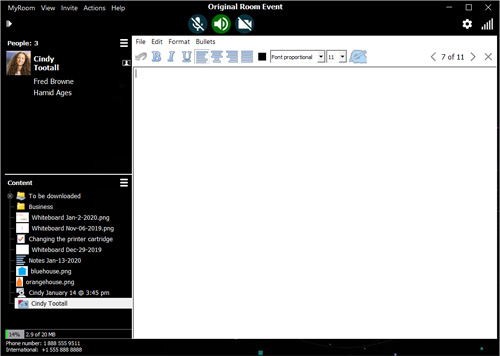 Original Room Event
MyRoom View Invite Actions Help
People: 3
Cindy
Tootall
Fred Browne
Hamid Ages
File Edit Format Bullets
B I U Font proportional 11 7 of 11
Content
To be downloaded
Business
Whiteboard Jan-2-2020.png
Whiteboard Nov-06-2019.png
Changing the printer cartridge
Whiteboard Dec-29-2019
Notes Jan-13-2020
bluehouse.png
orangehouse.png
Cindy January 14 @ 3:45 pm
Cindy Tootall
14% 2.9 of 20 MB
Phone number: 1 888 555 9511
International: +1 555 888 8888